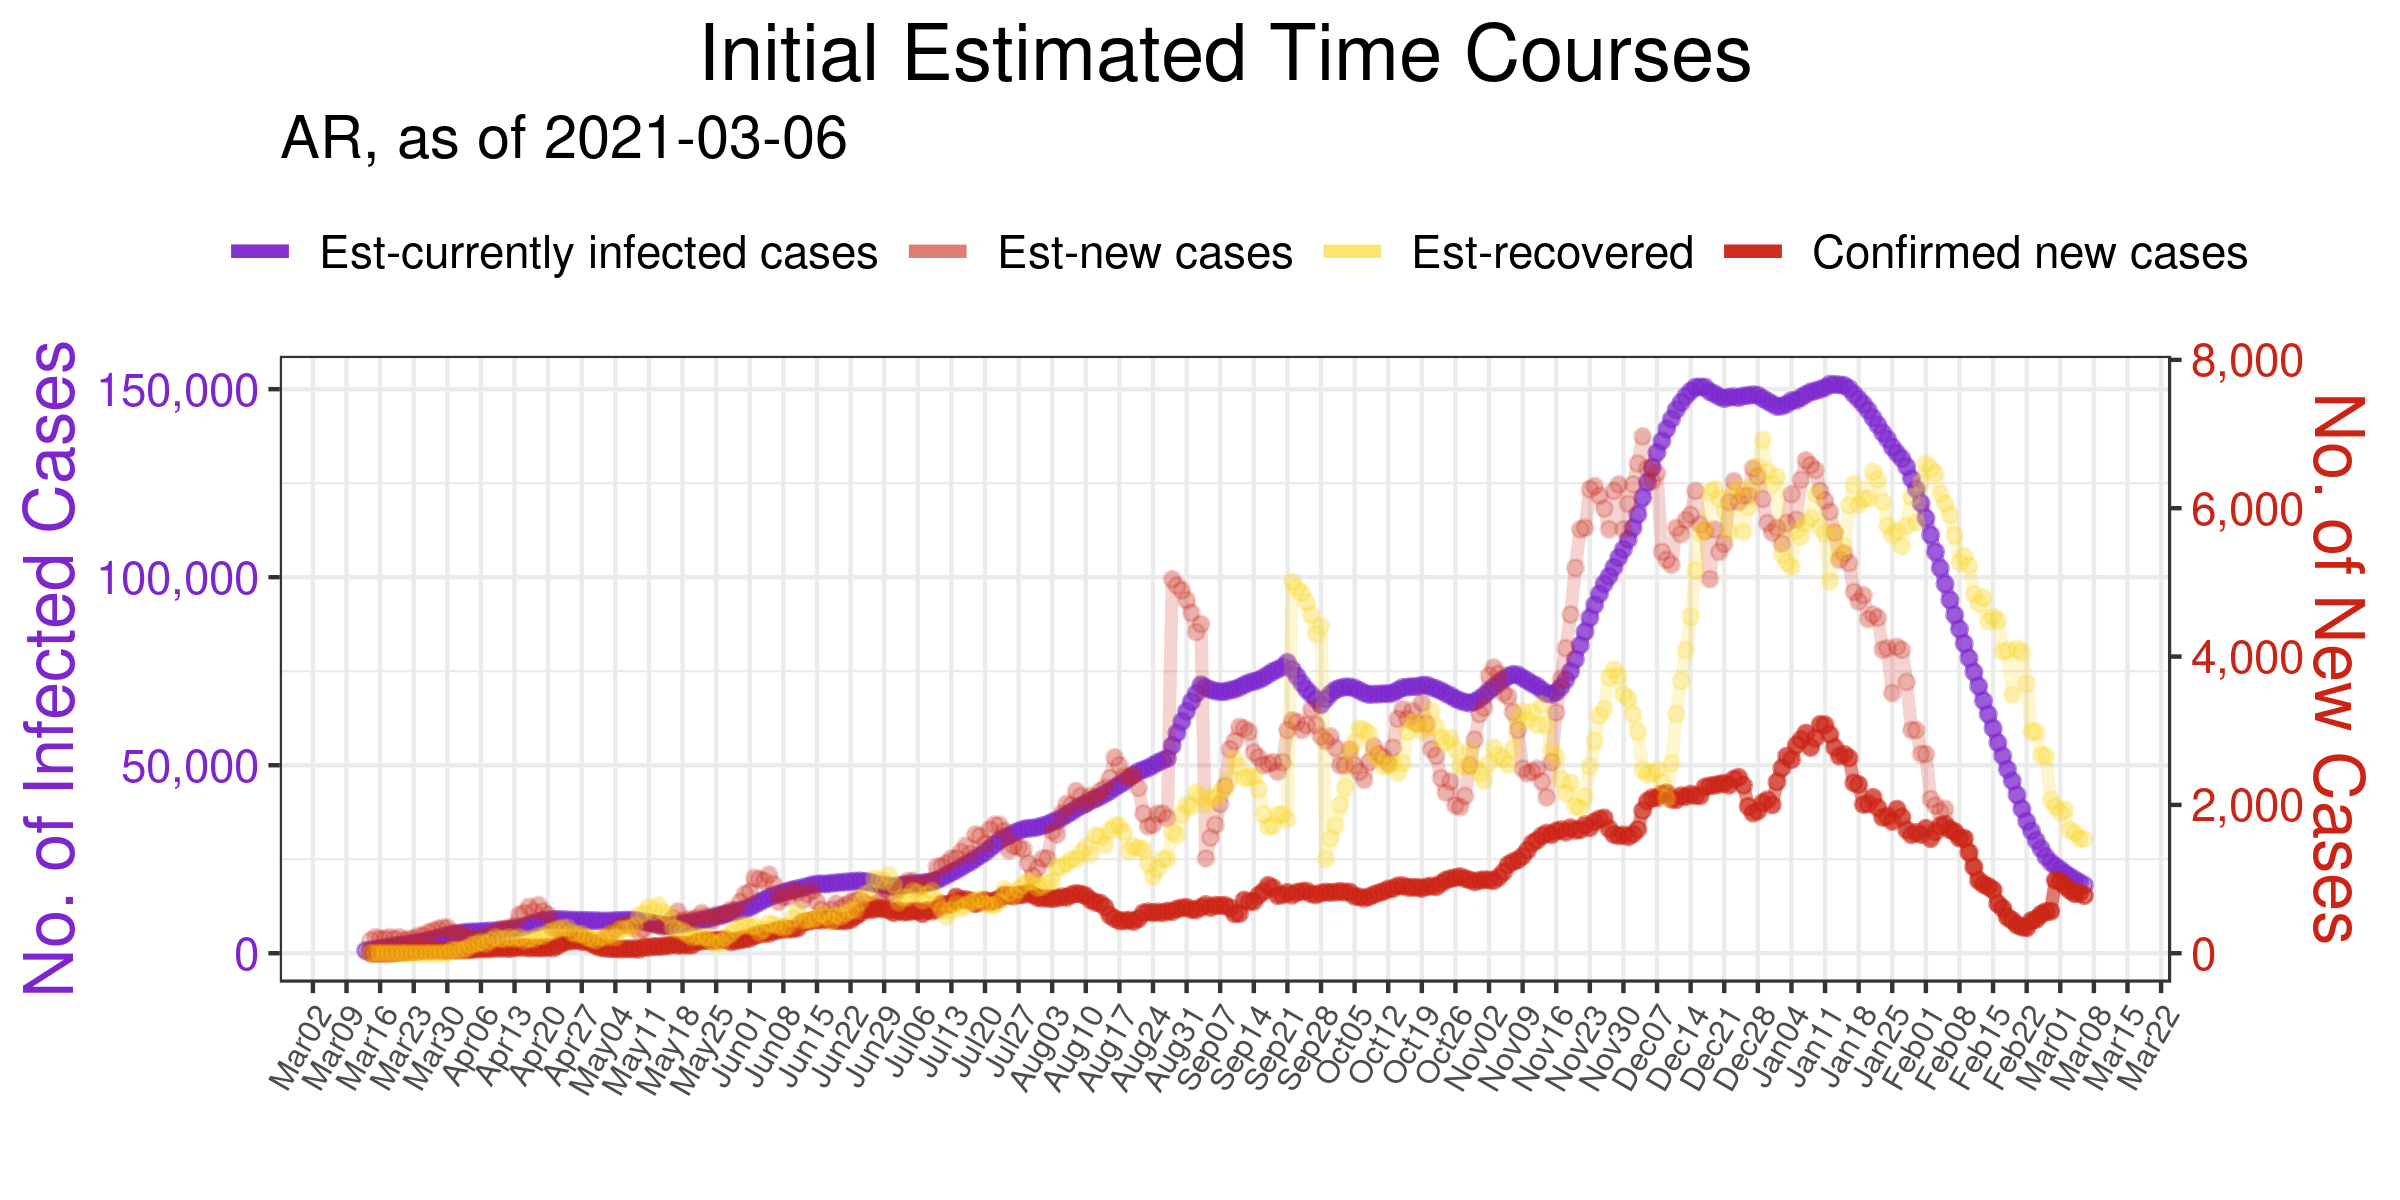 Initial Estimated Time Courses
AR, as of 2021-03-06
Est-currently infected cases Est-new cases Est-recovered Confirmed new cases
No. of Infected Cases
150,000
100,000
50,000
0
8,000
6,000
4,000
2,000
0
No. of New Cases
Mar02 Mar09 Mar16 Mar23 Mar30 Apr06 Apr13 Apr20 Apr27 May04 May11 May18 May25 Jun01 Jun08 Jun15 Jun22 Jun29 Jul06 Jul13 Jul20 Jul27 Aug03 Aug10 Aug17 Aug24 Aug31 Sep07 Sep14 Sep21 Sep28 Oct05 Oct12 Oct19 Oct26 Nov02 Nov09 Nov16 Nov23 Nov30 Dec07 Dec14 Dec21 Dec28 Jan04 Jan11 Jan18 Jan25 Feb01 Feb08 Feb15 Feb22 Mar01 Mar08 Mar15 Mar22